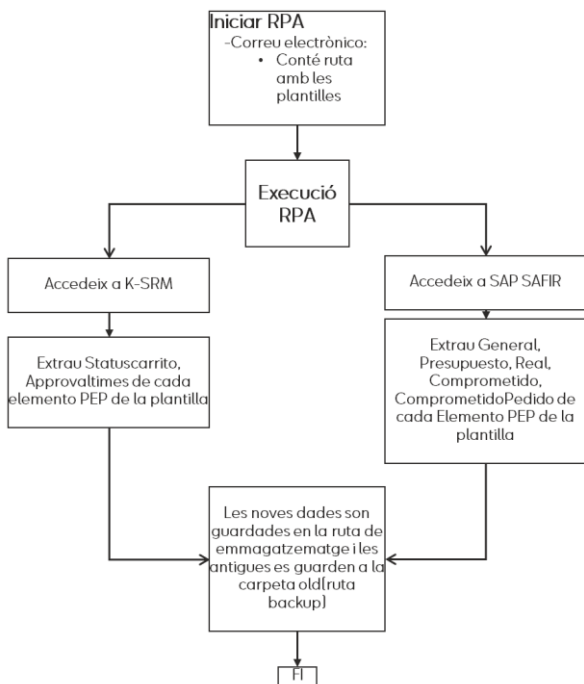 Iniciar RPA
-Correu electrònico:
• Conté ruta
amb les
plantilles
Execució
RPA
Accedeix a K-SRM
Accedeix a SAP SAFIR
Extrau Statuscarrito,
Approvaltimes de cada
elemento PEP de la plantilla
Extrau General,
Presupuesto, Real,
Comprometido,
ComprometidoPedido de
cada Elemento PEP de la
plantilla
Les noves dades son
guardades en la ruta de
emmagatzematge i les
antigues es guarden a la
carpeta old(ruta
backup)
FI